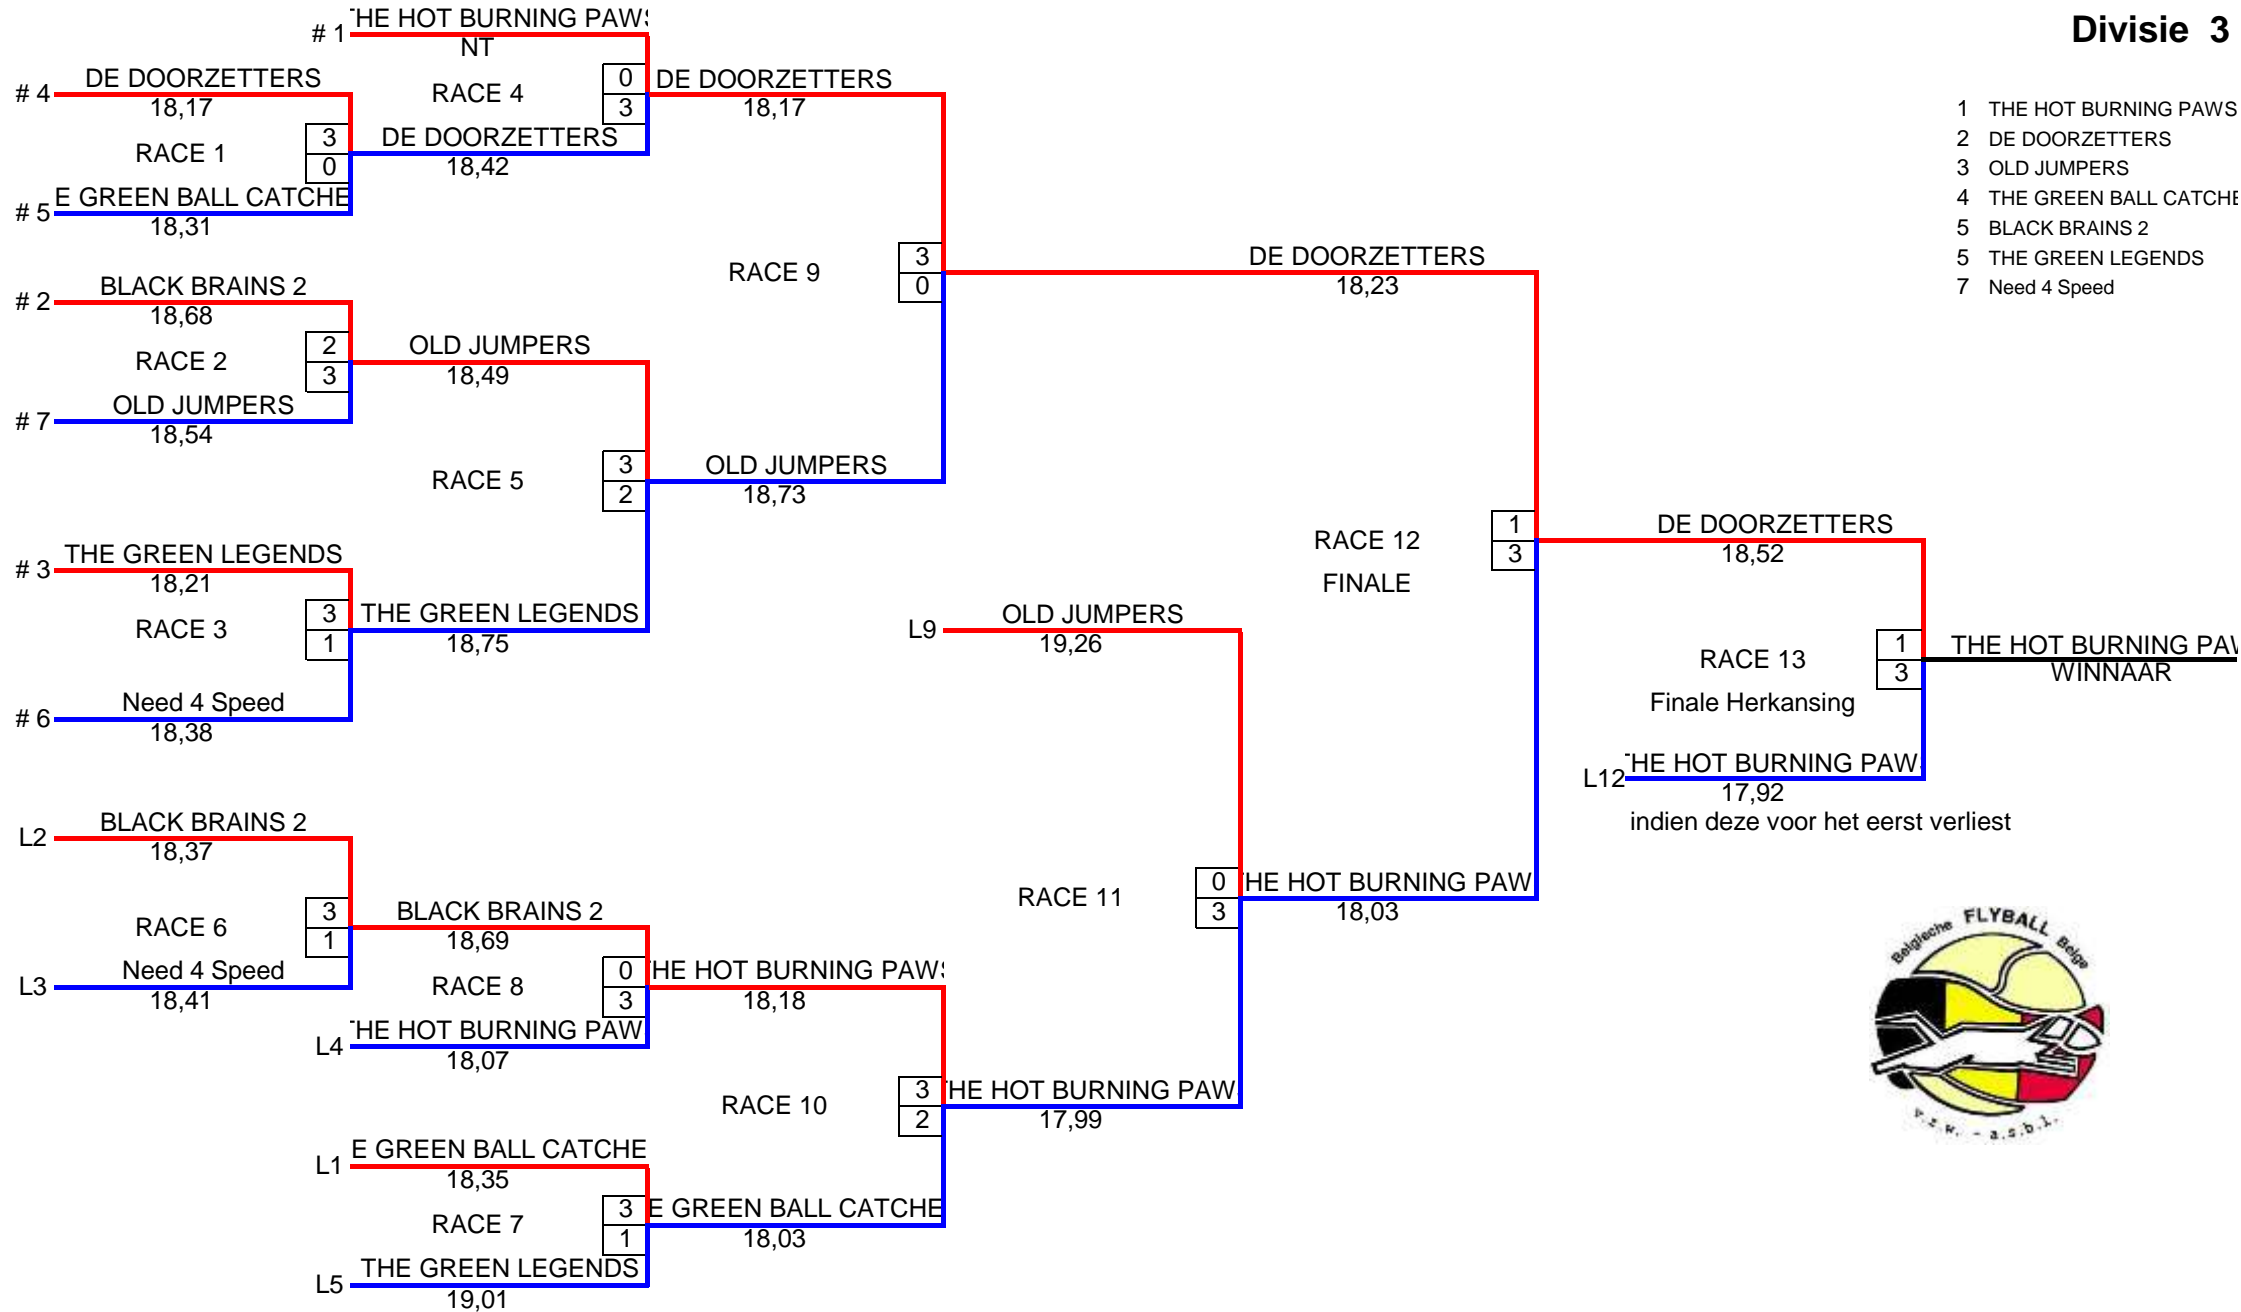 Divisie 3
1 THE HOT BURNING PAWS
2 DE DOORZETTERS
3 OLD JUMPERS
4 THE GREEN BALL CATCHE
5 BLACK BRAINS 2
5 THE GREEN LEGENDS
7 Need 4 Speed
# 1 THE HOT BURNING PAWS
NT
# 4 DE DOORZETTERS
18,17
RACE 1
3
0
# 5 E GREEN BALL CATCHE
18,31
RACE 4
0
3
DE DOORZETTERS
18,42
DE DOORZETTERS
18,17
# 2 BLACK BRAINS 2
18,68
RACE 2
2
3
# 7 OLD JUMPERS
18,54
OLD JUMPERS
18,49
RACE 5
3
2
# 3 THE GREEN LEGENDS
18,21
RACE 3
3
1
# 6 Need 4 Speed
18,38
THE GREEN LEGENDS
18,75
OLD JUMPERS
18,73
RACE 9
3
0
DE DOORZETTERS
18,23
L9 OLD JUMPERS
19,26
RACE 12
1
3
FINALE
DE DOORZETTERS
18,52
RACE 13
1
3
Finale Herkansing
THE HOT BURNING PAW
WINNAAR
L12 THE HOT BURNING PAWS
17,92
indien deze voor het eerst verliest
L2 BLACK BRAINS 2
18,37
RACE 6
3
1
L3 Need 4 Speed
18,41
BLACK BRAINS 2
18,69
RACE 8
0
3
L4 THE HOT BURNING PAW
18,07
THE HOT BURNING PAWS
18,18
RACE 10
3
2
L1 E GREEN BALL CATCHE
18,35
RACE 7
3
1
L5 THE GREEN LEGENDS
19,01
E GREEN BALL CATCHE
18,03
THE HOT BURNING PAWS
17,99
RACE 11
0
3
THE HOT BURNING PAW
18,03
Belgische FLYBALL Belge
v.z.w. - a.s.b.l.